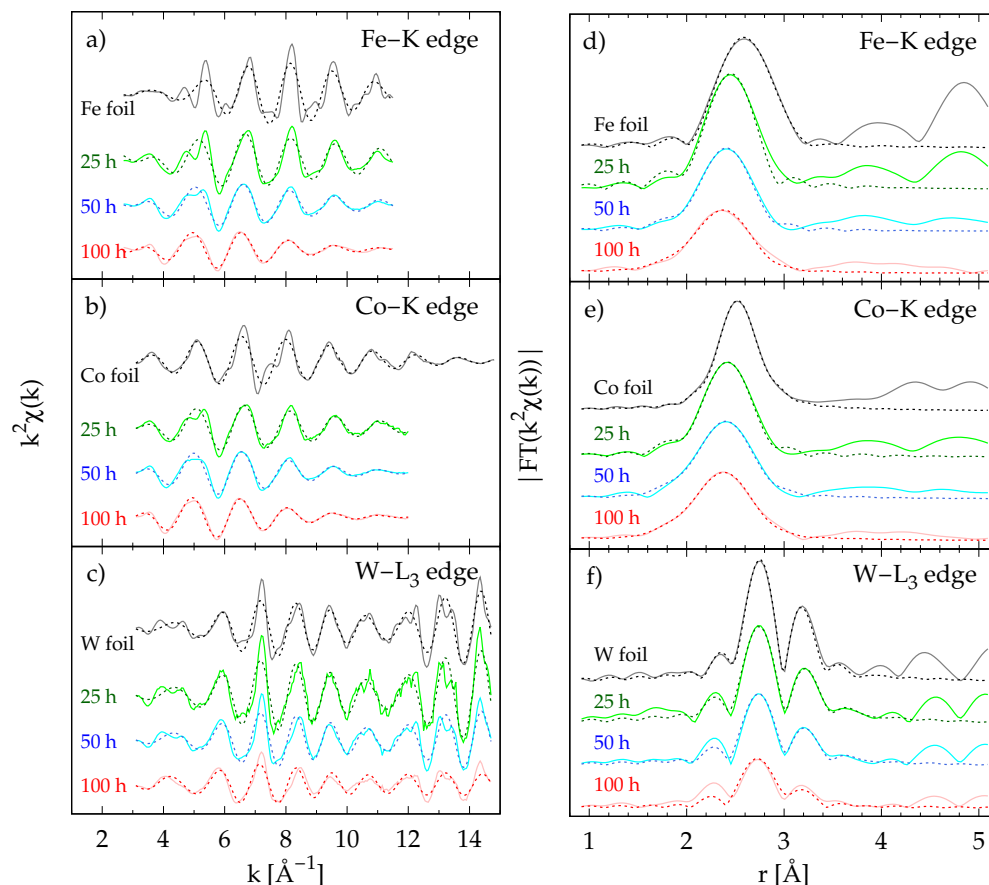 a)
Fe–K edge
Fe foil
25 h
50 h
100 h
b)
Co–K edge
Co foil
25 h
50 h
100 h
c)
W–L₃ edge
W foil
25 h
50 h
100 h
k²χ(k)
2 4 6 8 10 12 14
k [Å⁻¹]
d)
Fe–K edge
Fe foil
25 h
50 h
100 h
e)
Co–K edge
Co foil
25 h
50 h
100 h
f)
W–L₃ edge
W foil
25 h
50 h
100 h
| FT(k²χ(k)) |
1 2 3 4 5
r [Å]